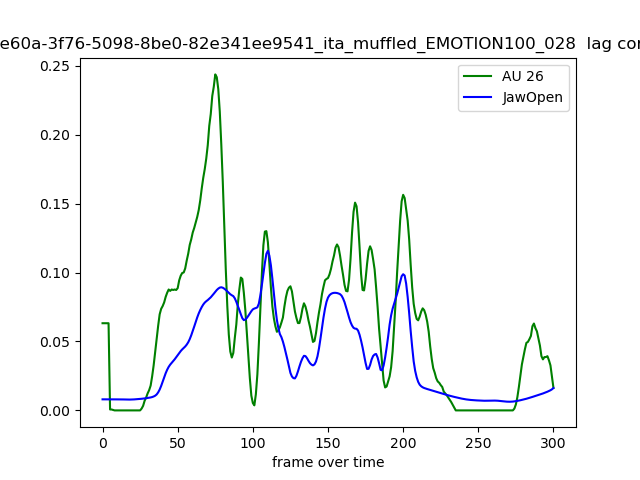 e60a-3f76-5098-8be0-82e341ee9541_ita_muffled_EMOTION100_028 lag
AU 26
JawOpen
0.25
0.20
0.15
0.10
0.05
0.00
0 50 100 150 200 250 300
frame over time